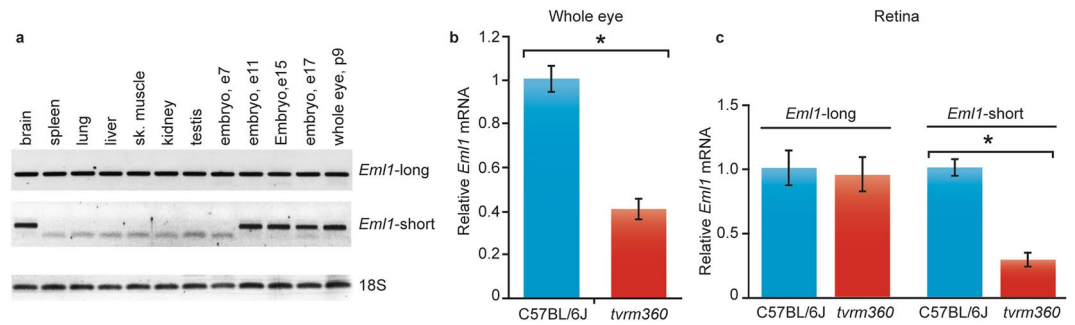 Whole eye
Retina
a
b
c
brain
spleen
lung
liver
sk. muscle
kidney
testis
embryo, e7
embryo, e11
Embryo,e15
embryo, e17
whole eye, p9
Eml1-long
Eml1-short
18S
Relative Eml1 mRNA
1.2
1
0.8
0.6
0.4
0.2
0
*
C57BL/6J tvrm360
Relative Eml1 mRNA
1.5
1.0
0.5
0
Eml1-long Eml1-short
*
C57BL/6J tvrm360 C57BL/6J tvrm360